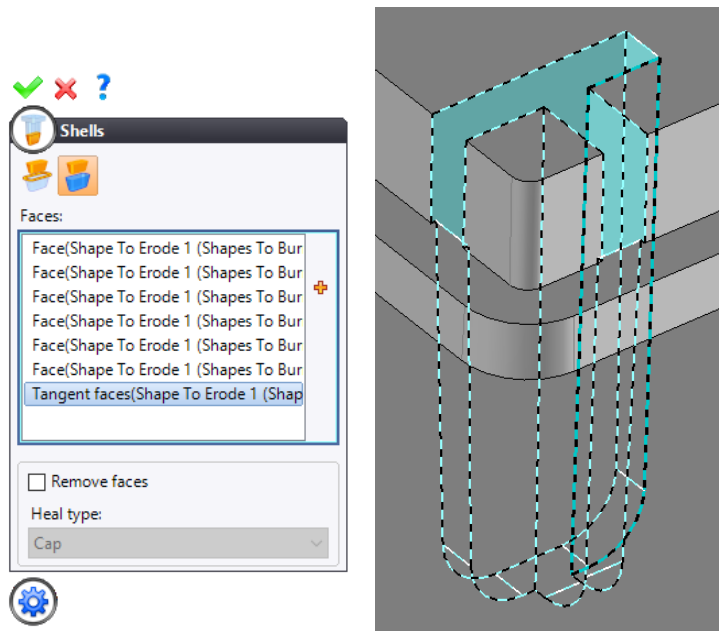 ?
Shells
Faces:
Face(Shape To Erode 1 (Shapes To Bur
Face(Shape To Erode 1 (Shapes To Bur
Face(Shape To Erode 1 (Shapes To Bur
Face(Shape To Erode 1 (Shapes To Bur
Face(Shape To Erode 1 (Shapes To Bur
Face(Shape To Erode 1 (Shapes To Bur
Tangent faces(Shape To Erode 1 (Shap
Remove faces
Heal type:
Cap